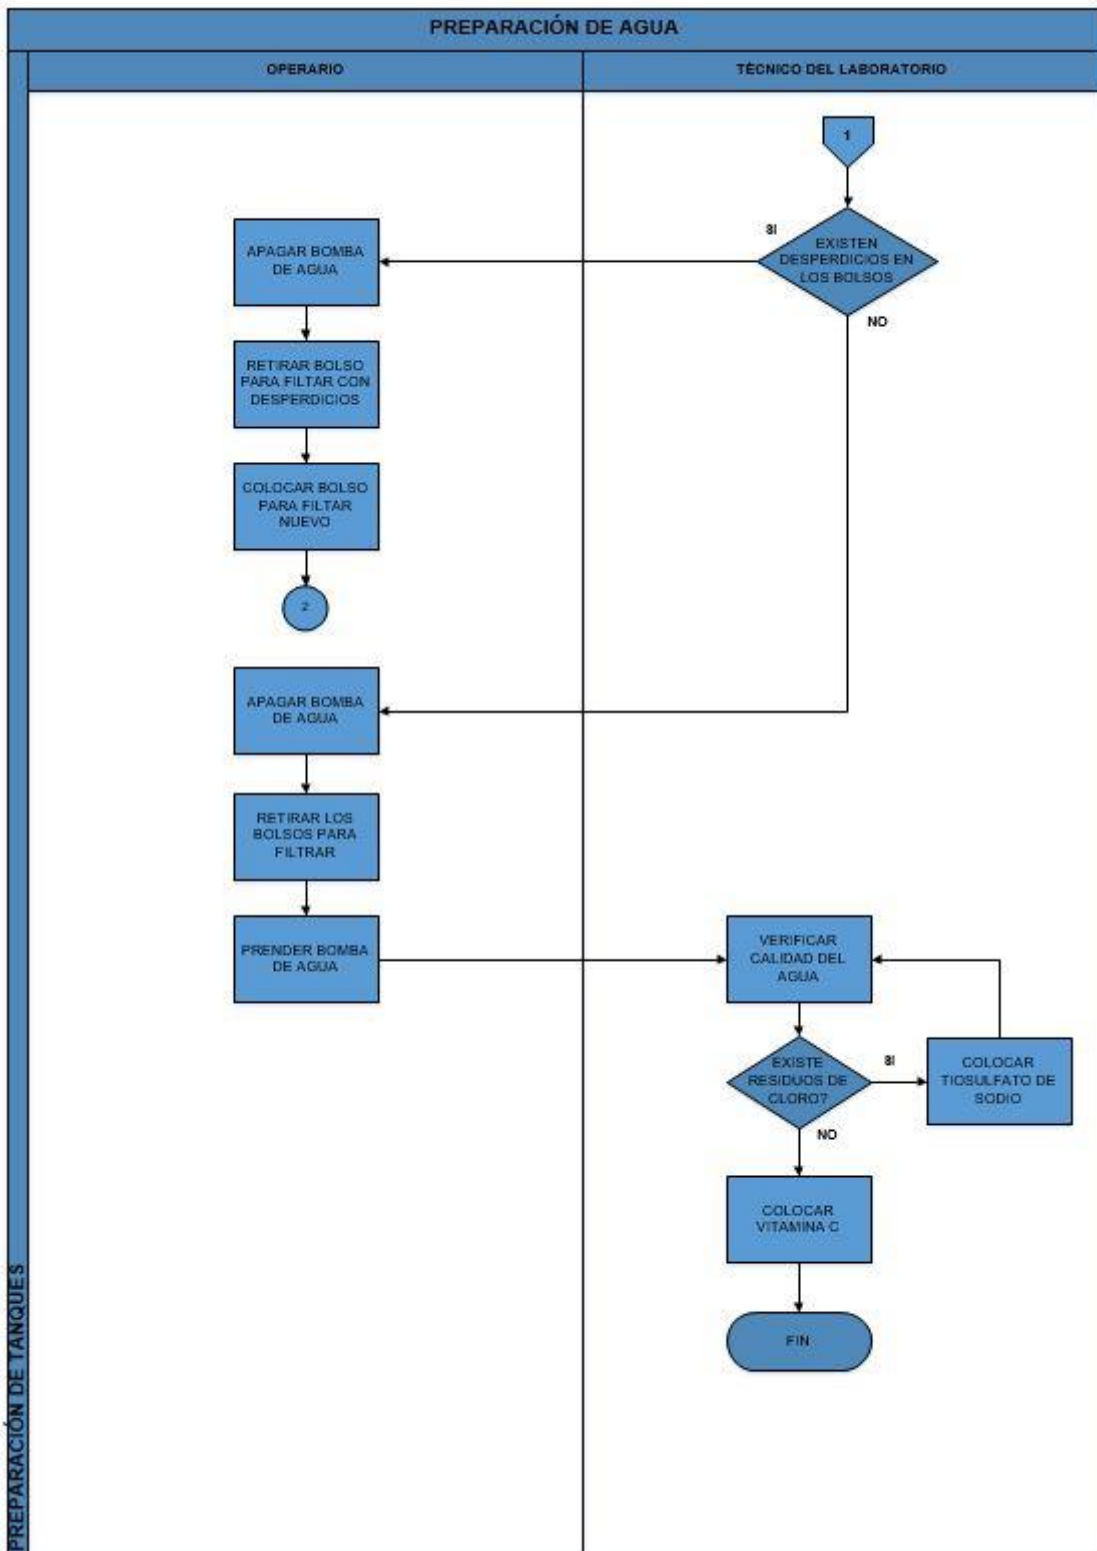 PREPARACIÓN DE AGUA
OPERARIO
TÉCNICO DEL LABORATORIO
1
EXISTEN
DESPERDICIOS EN
LOS BOLSOS
SI
NO
APAGAR BOMBA
DE AGUA
RETIRAR BOLSO
PARA FILTAR CON
DESPERDICIOS
COLOCAR BOLSO
PARA FILTAR
NUEVO
2
APAGAR BOMBA
DE AGUA
RETIRAR LOS
BOLSOS PARA
FILTRAR
PRENDER BOMBA
DE AGUA
VERIFICAR
CALIDAD DEL
AGUA
EXISTE
RESIDUOS DE
CLORO?
SI
COLOCAR
TIOSULFATO DE
SODIO
NO
COLOCAR
VITAMINA C
FIN
PREPARACIÓN DE TANQUES